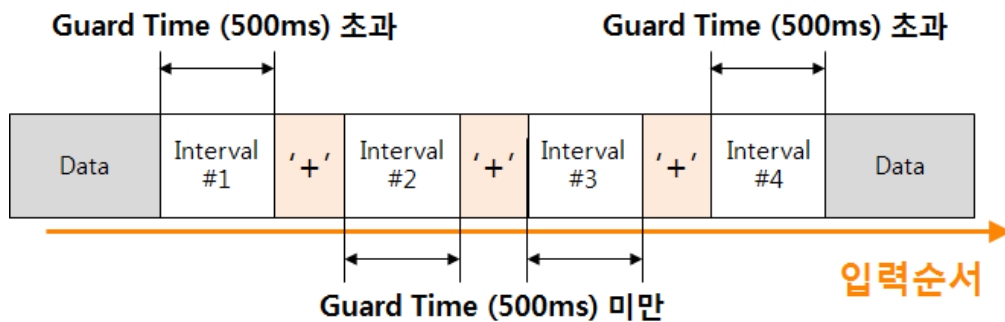 Guard Time (500ms) 초과 Guard Time (500ms) 초과
Data Interval #1 '+' Interval #2 '+' Interval #3 '+' Interval #4 Data
입력순서
Guard Time (500ms) 미만